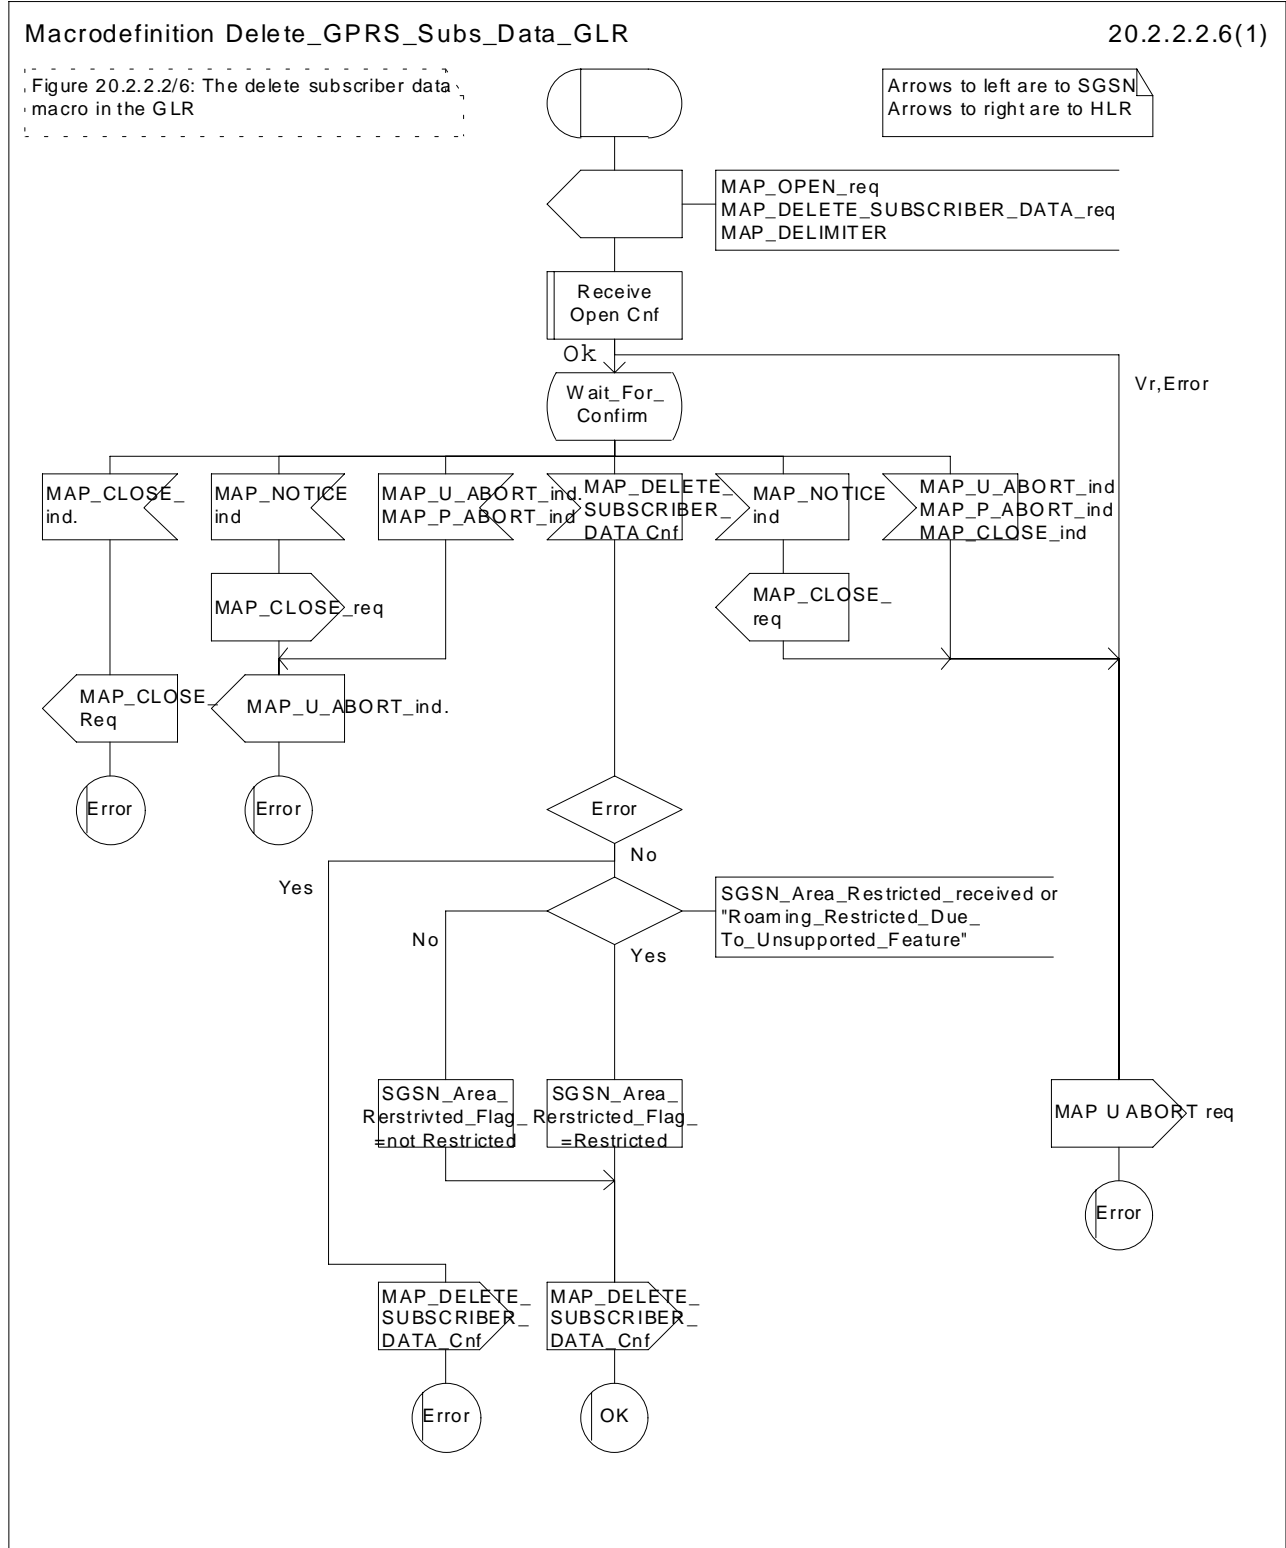 Macrodefinition Delete_GPRS_Subs_Data_GLR
20.2.2.2.6(1)
Figure 20.2.2.2/6: The delete subscriber data
macro in the GLR
Arrows to left are to SGSN
Arrows to right are to HLR
MAP_OPEN_req
MAP_DELETE_SUBSCRIBER_DATA_req
MAP_DELIMITER
Receive
Open Cnf
Ok
Vr,Error
Wait_For_
Confirm
MAP_CLOSE_
ind.
MAP_NOTICE
ind
MAP_U_ABORT_ind.
MAP_P_ABORT_ind
MAP_DELETE_
SUBSCRIBER_
DATA Cnf
MAP_NOTICE
ind
MAP_U_ABORT_ind
MAP_P_ABORT_ind
MAP_CLOSE_ind
MAP_CLOSE_req
MAP_CLOSE_
req
MAP_CLOSE_
Req
MAP_U_ABORT_ind.
Error
Error
Error
No
Yes
SGSN_Area_Restricted_received or
"Roaming_Restricted_Due_
To_Unsupported_Feature"
No
Yes
SGSN_Area_
Rerstrivted_Flag_
=not Restricted
SGSN_Area_
Rerstricted_Flag_
=Restricted
MAP U ABORT req
Error
MAP_DELETE_
SUBSCRIBER_
DATA_Cnf
MAP_DELETE_
SUBSCRIBER_
DATA_Cnf
Error
OK